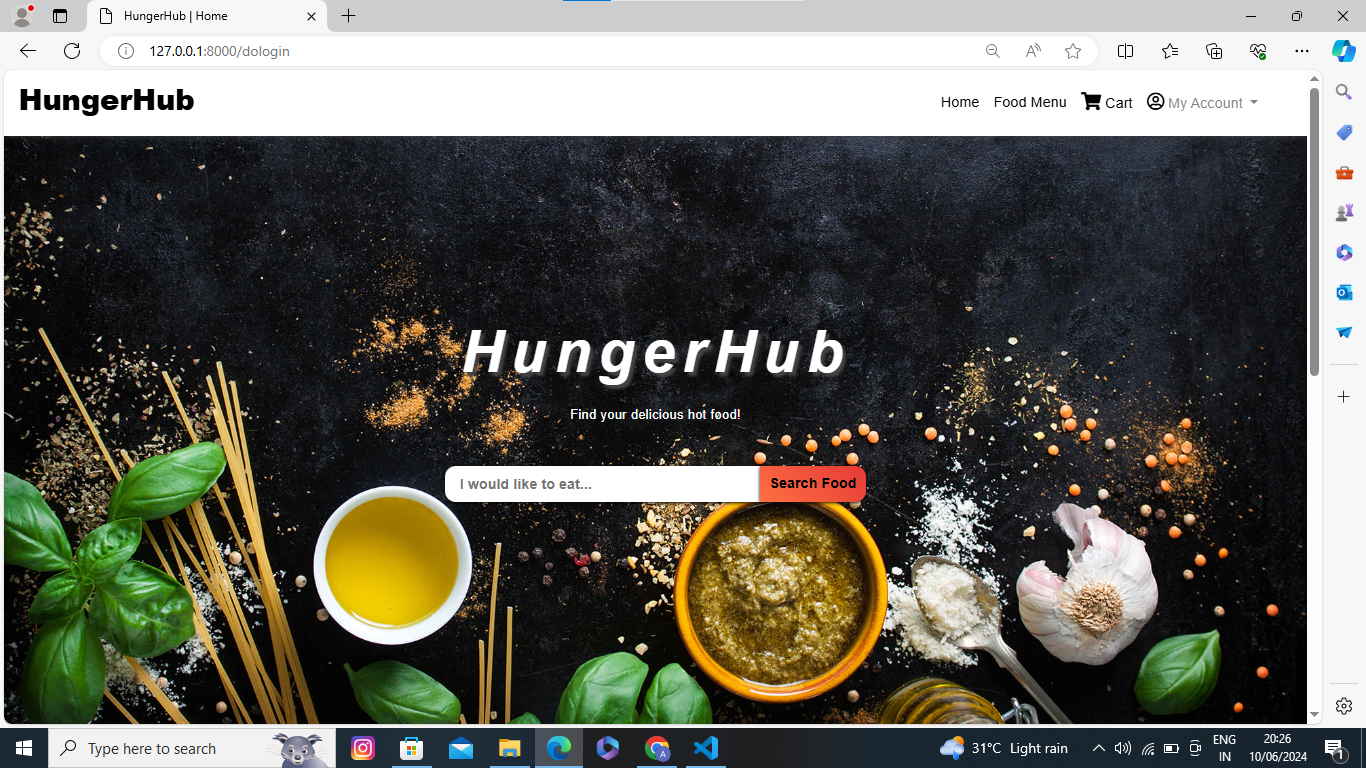 HungerHub | Home
127.0.0.1:8000/dologin
HungerHub
Home Food Menu Cart My Account
HungerHub
Find your delicious hot food!
I would like to eat... Search Food
Type here to search
31°C Light rain
ENG
IN
20:26
10/06/2024
1